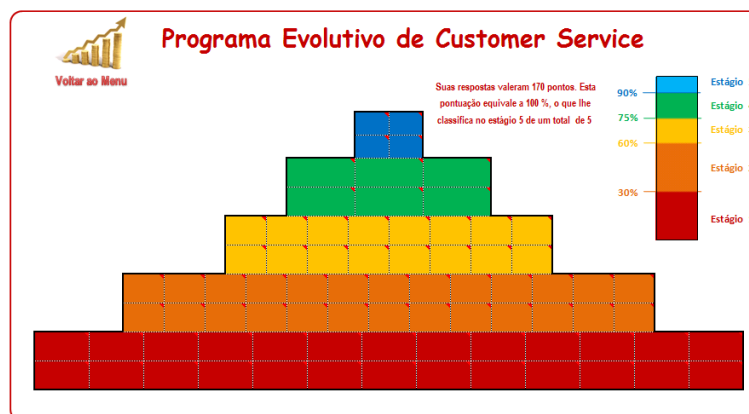 Programa Evolutivo de Customer Service
Voltar ao Menu
Suas respostas valeram 170 pontos. Esta
pontuação equivale a 100 %, o que lhe
classifica no estágio 5 de um total de 5
Estágio
90%
Estágio
75%
Estágio
60%
Estágio
30%
Estágio